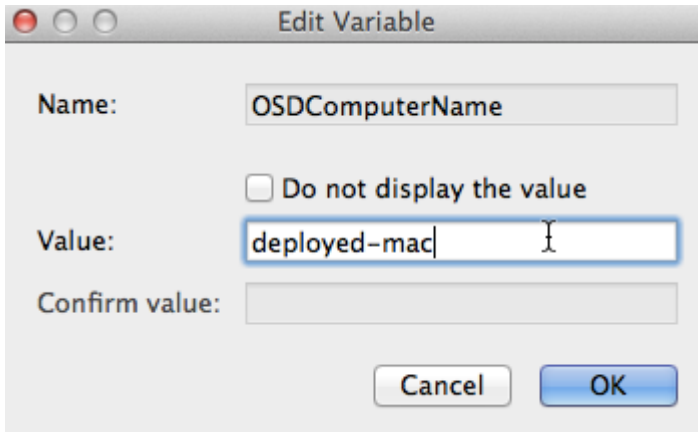 Edit Variable
Name: OSDComputerName
Do not display the value
Value: deployed-mac
Confirm value:
Cancel OK